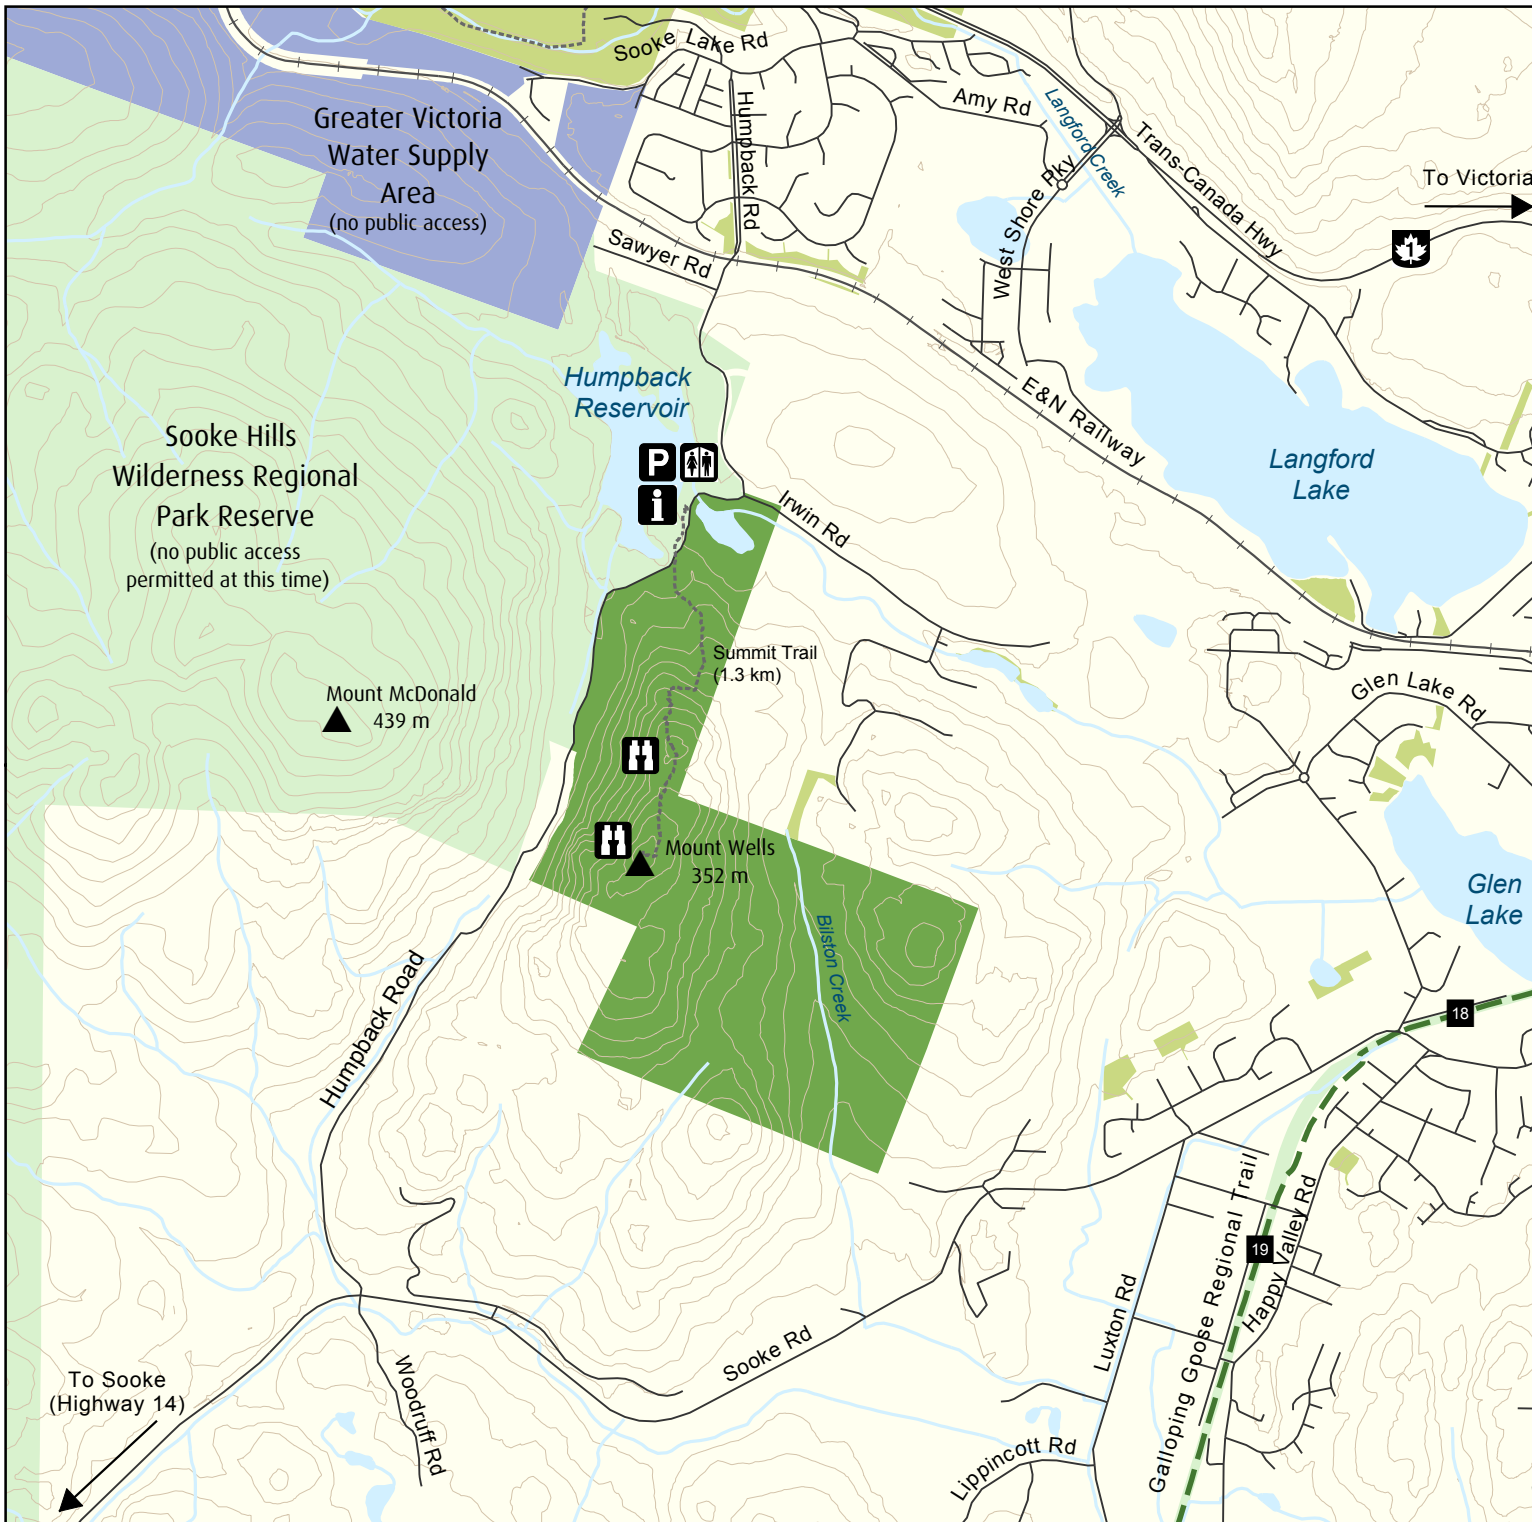 Sooke Lake Rd
Greater Victoria
Water Supply
Area
(no public access)
Humpback Rd
Amy Rd
Langford Creek
Trans-Canada Hwy
To Victoria
1
West Shore Pky
Sawyer Rd
Humpback
Reservoir
E&N Railway
Langford
Lake
Sooke Hills
Wilderness Regional
Park Reserve
(no public access
permitted at this time)
P
i
Irwin Rd
Summit Trail
(1.3 km)
Mount McDonald
439 m
Glen Lake Rd
Mount Wells
352 m
Glen
Lake
Bilston Creek
Humpback Road
18
19
Galloping Goose Regional Trail
Happy Valley Rd
Luxton Rd
Sooke Rd
To Sooke
(Highway 14)
Woodruff Rd
Lippincott Rd